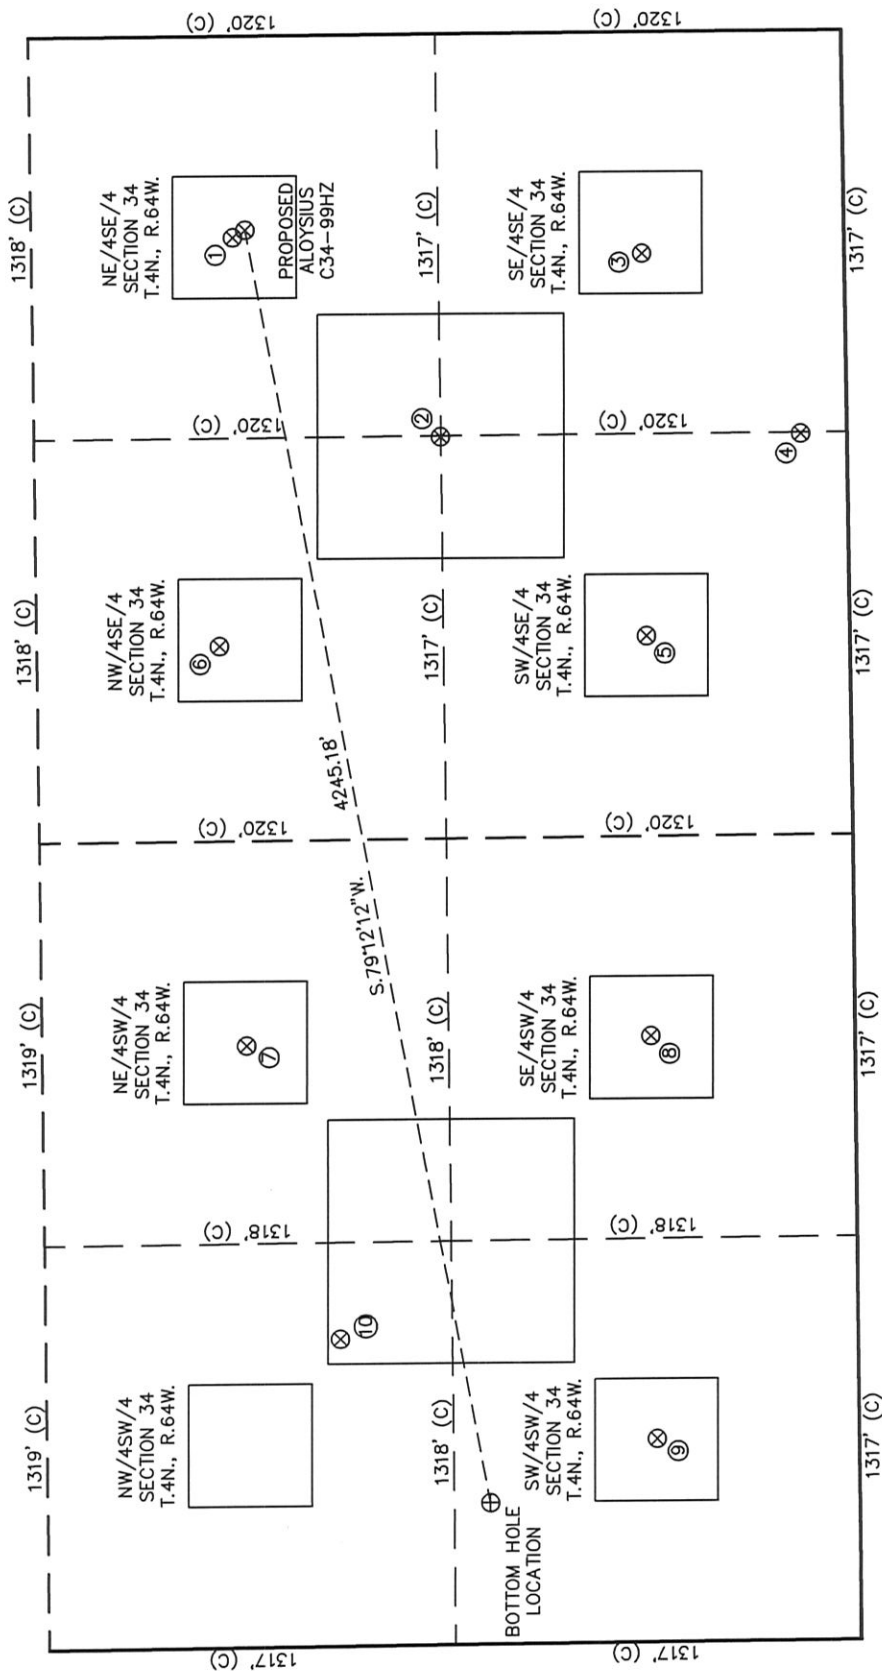 1319' (C)
1319' (C)
1318' (C)
1318' (C)
NW/4SW/4
SECTION 34
T.4N., R.64W.
NE/4SW/4
SECTION 34
T.4N., R.64W.
NW/4SE/4
SECTION 34
T.4N., R.64W.
NE/4SE/4
SECTION 34
T.4N., R.64W.
1317' (C)
1318' (C)
1320' (C)
1320' (C)
1320' (C)
7
6
1
PROPOSED
ALOYSIUS
C34-99HZ
10
S.79°12'12"W.
4245.18'
2
1318' (C)
1318' (C)
1317' (C)
1317' (C)
BOTTOM HOLE
LOCATION
SW/4SW/4
SECTION 34
T.4N., R.64W.
SE/4SW/4
SECTION 34
T.4N., R.64W.
SW/4SE/4
SECTION 34
T.4N., R.64W.
SE/4SE/4
SECTION 34
T.4N., R.64W.
1317' (C)
1318' (C)
1320' (C)
1320' (C)
1320' (C)
9
8
5
3
4
1317' (C)
1317' (C)
1317' (C)
1317' (C)